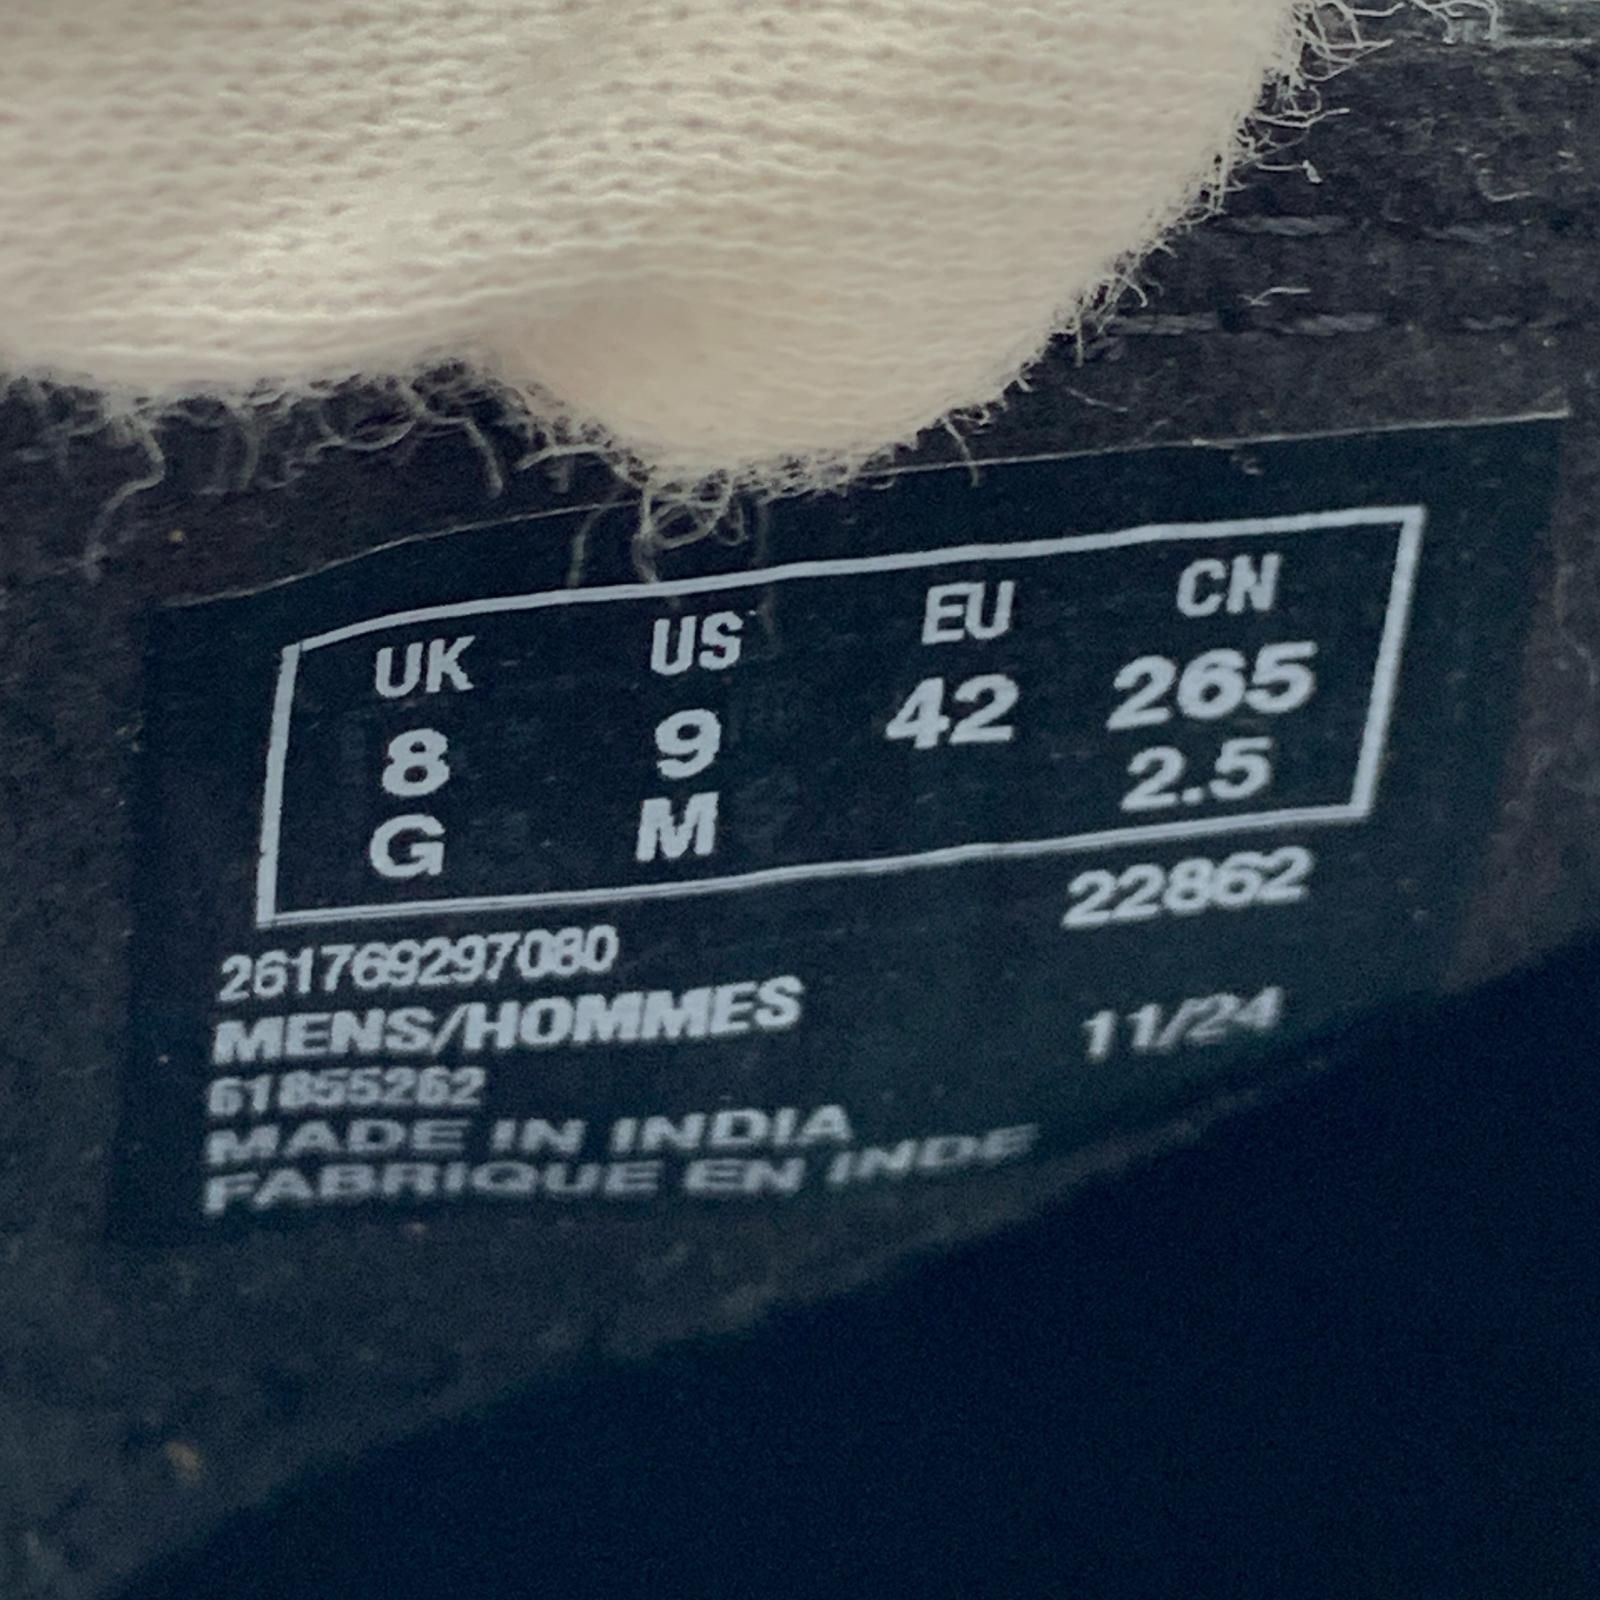 UK US EU CN
8 9 42 265
G M 2.5
22862
261769297080
MENS/HOMMES
11/24
61855262
MADE IN INDIA
FABRIQUE EN INDE